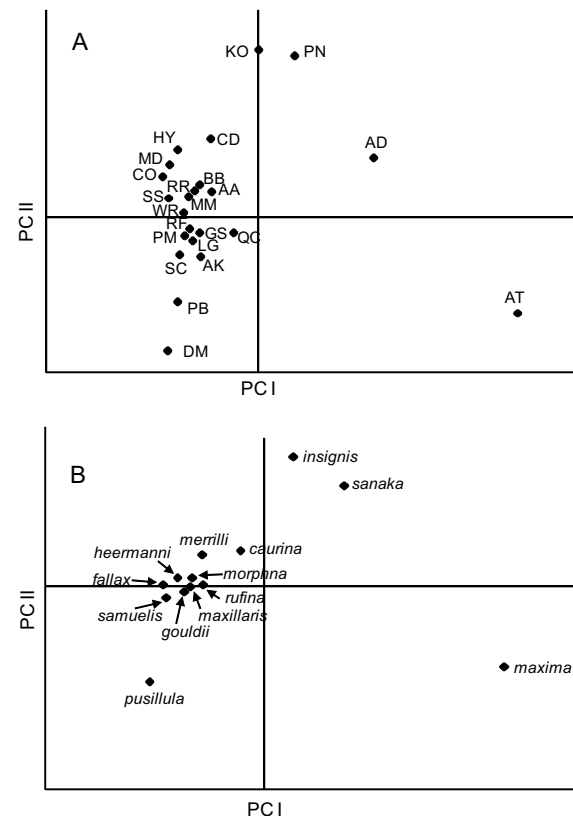 A
KO
PN
AD
HY
CD
MD
CO
BB
RR
AA
SS
MM
WR
RF
GS
QC
PM
LG
SC
AK
PB
AT
DM
PC II
PC I
B
insignis
sanaka
merrilli
caurina
heermanni
morphna
fallax
rufina
samuelis
maxillaris
gouldii
maxima
pusillula
PC II
PC I